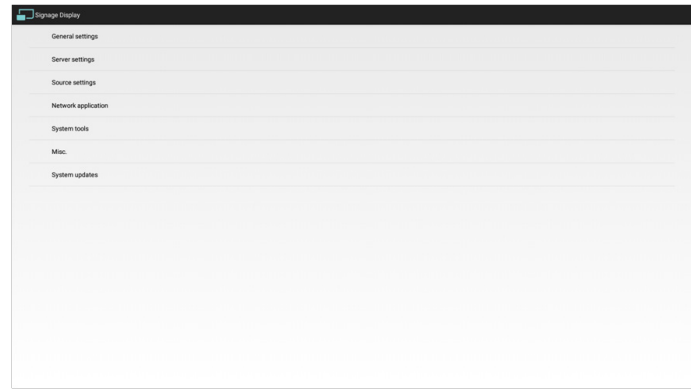 Signage Display
General settings
Server settings
Source settings
Network application
System tools
Misc.
System updates